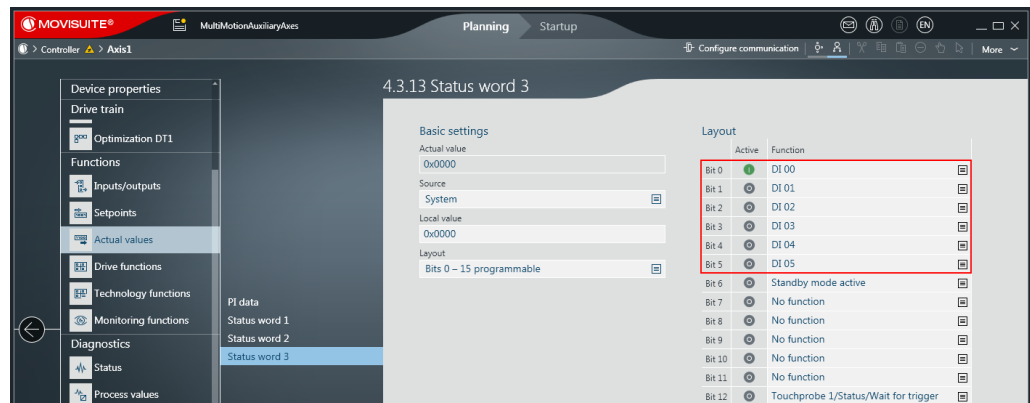 MOVISUITE®
MultiMotionAuxiliaryAxes
Planning
Startup
EN
> Controller > Axis1
Configure communication
More
Device properties
Drive train
Optimization DT1
Functions
Inputs/outputs
Setpoints
Actual values
Drive functions
Technology functions
Monitoring functions
Diagnostics
Status
Process values
PI data
Status word 1
Status word 2
Status word 3
4.3.13 Status word 3
Basic settings
Actual value
0x0000
Source
System
Local value
0x0000
Layout
Bits 0 – 15 programmable
Layout
Active Function
Bit 0 DI 00
Bit 1 DI 01
Bit 2 DI 02
Bit 3 DI 03
Bit 4 DI 04
Bit 5 DI 05
Bit 6 Standby mode active
Bit 7 No function
Bit 8 No function
Bit 9 No function
Bit 10 No function
Bit 11 No function
Bit 12 Touchprobe 1/Status/Wait for trigger